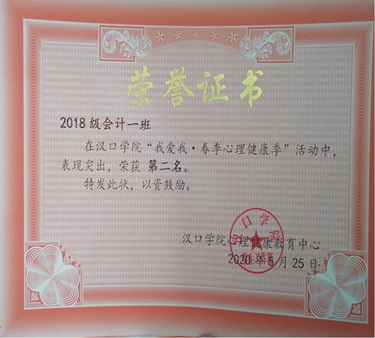 荣誉证书
2018级会计一班
在汉口学院“我爱我·春季心理健康季”活动中，
表现突出，荣获 第二名。
特发此状，以资鼓励。
汉口学院心理健康教育中心
2020年5月25日